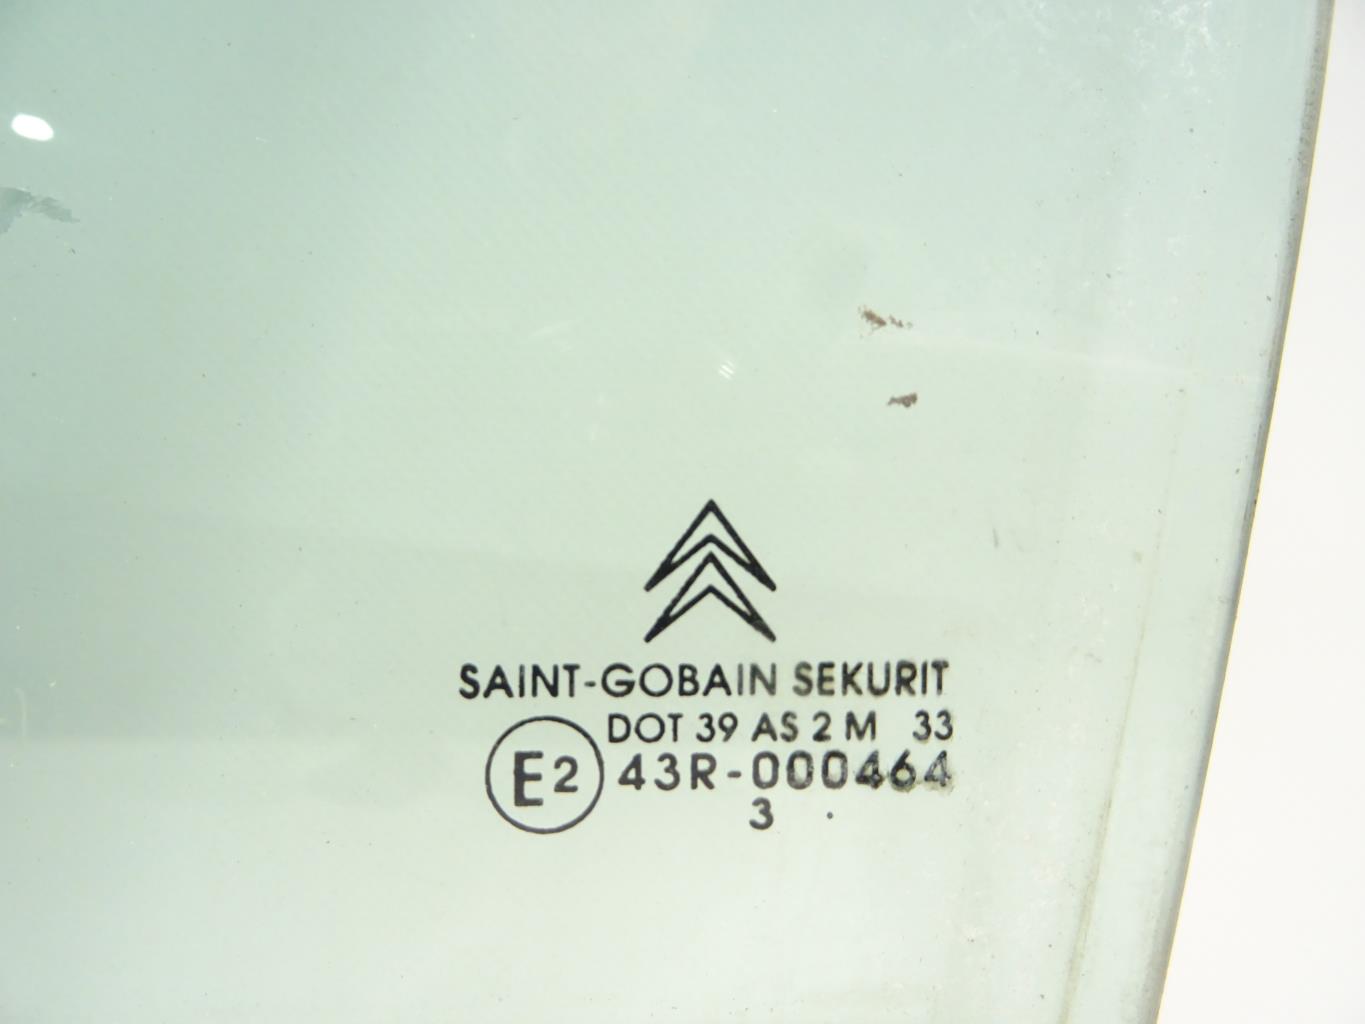 SAINT-GOBAIN SEKURIT
DOT 39 AS 2 M 33
E2 43R-000464
3 .